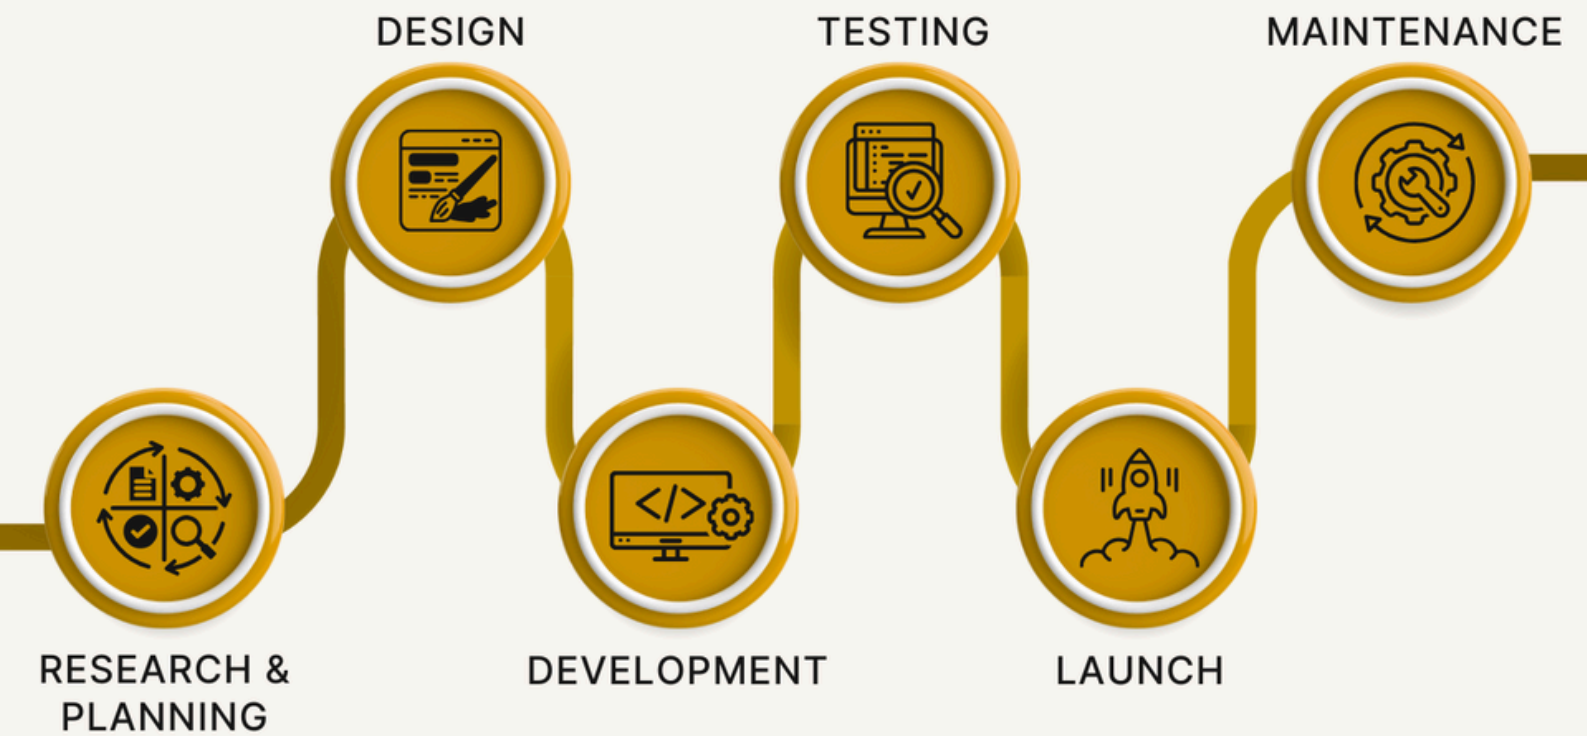 DESIGN
TESTING
MAINTENANCE
</>
RESEARCH &
PLANNING
DEVELOPMENT
LAUNCH